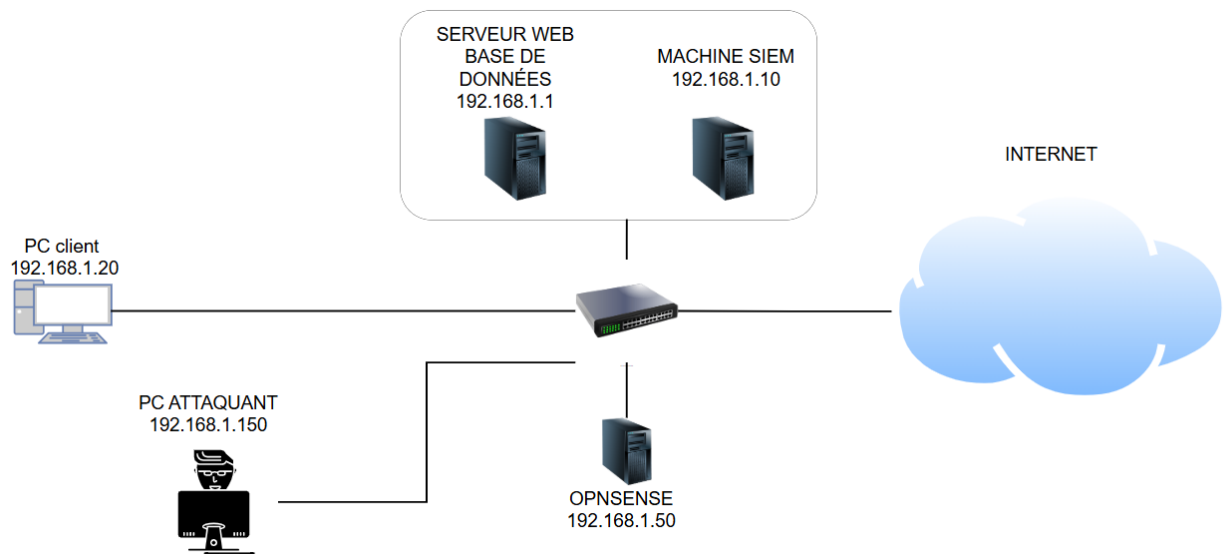 SERVEUR WEB
BASE DE
DONNÉES
192.168.1.1
MACHINE SIEM
192.168.1.10
INTERNET
PC client
192.168.1.20
PC ATTAQUANT
192.168.1.150
OPNSENSE
192.168.1.50